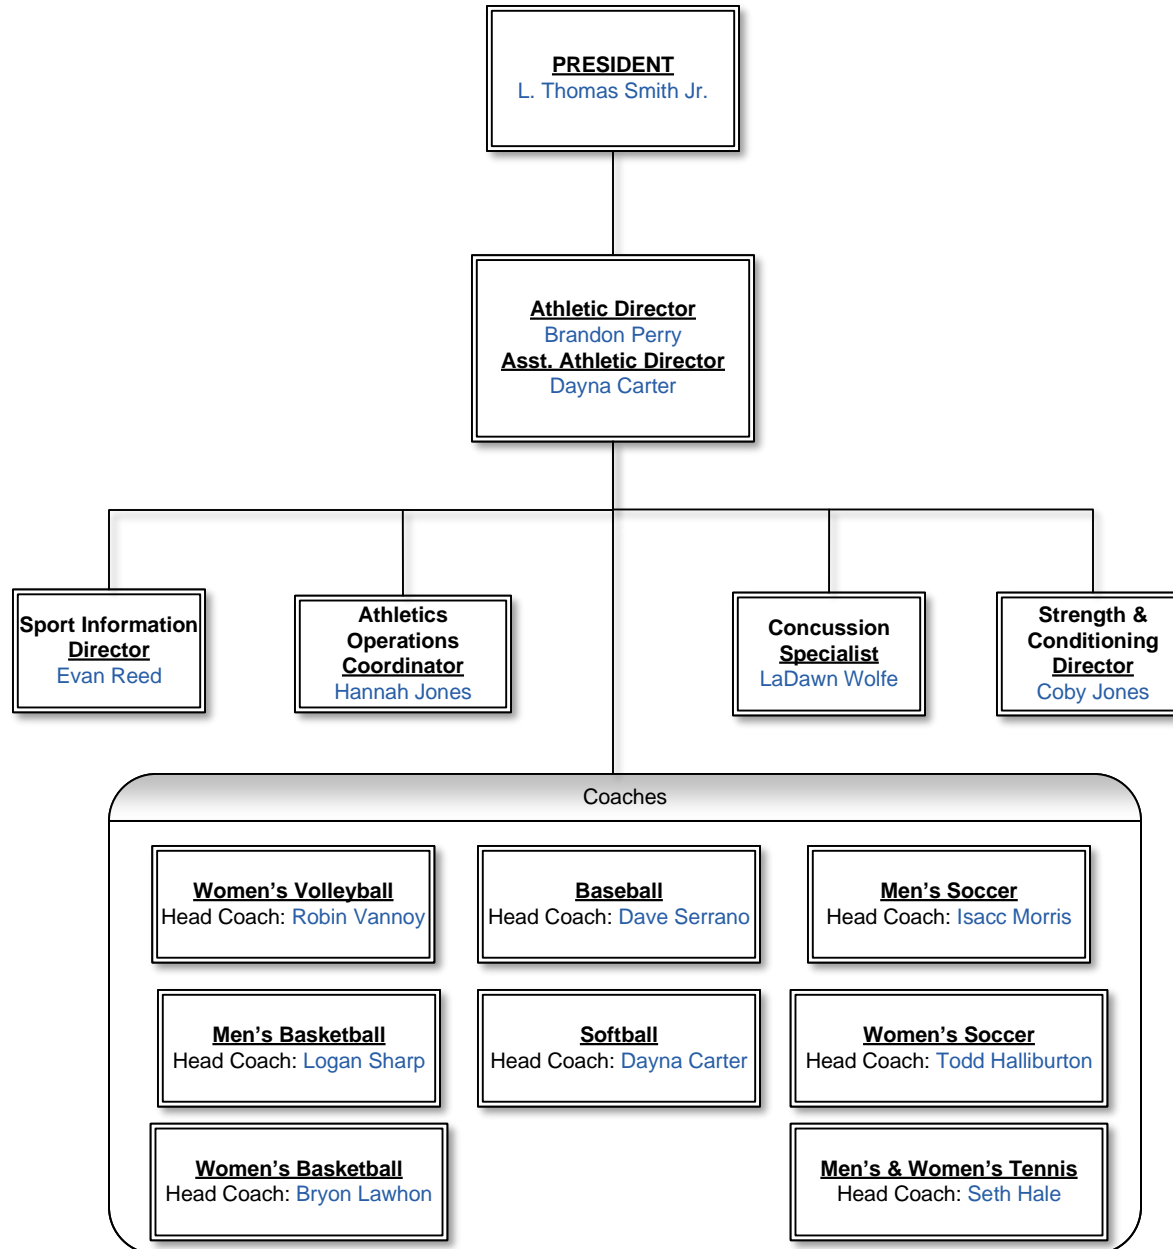 PRESIDENT
L. Thomas Smith Jr.
Athletic Director
Brandon Perry
Asst. Athletic Director
Dayna Carter
Sport Information
Director
Evan Reed
Athletics
Operations
Coordinator
Hannah Jones
Concussion
Specialist
LaDawn Wolfe
Strength &
Conditioning
Director
Coby Jones
Coaches
Women’s Volleyball
Head Coach: Robin Vannoy
Baseball
Head Coach: Dave Serrano
Men’s Soccer
Head Coach: Isacc Morris
Men’s Basketball
Head Coach: Logan Sharp
Softball
Head Coach: Dayna Carter
Women’s Soccer
Head Coach: Todd Halliburton
Women’s Basketball
Head Coach: Bryon Lawhon
Men’s & Women’s Tennis
Head Coach: Seth Hale